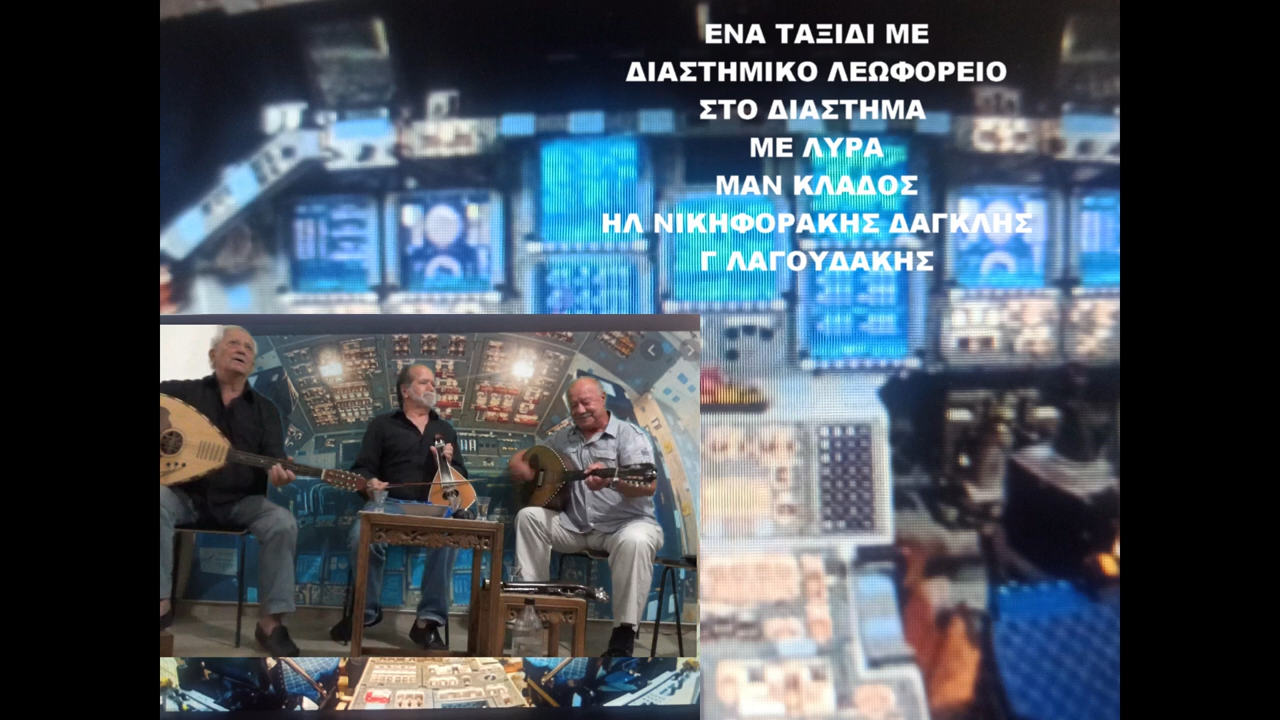 ΕΝΑ ΤΑΞΙΔΙ ΜΕ
ΔΙΑΣΤΗΜΙΚΟ ΛΕΩΦΟΡΕΙΟ
ΣΤΟ ΔΙΑΣΤΗΜΑ
ΜΕ ΛΥΡΑ
ΜΑΝ ΚΛΑΔΟΣ
ΗΛ ΝΙΚΗΦΟΡΑΚΗΣ ΔΑΓΚΛΗΣ
Γ ΛΑΓΟΥΔΑΚΗΣ